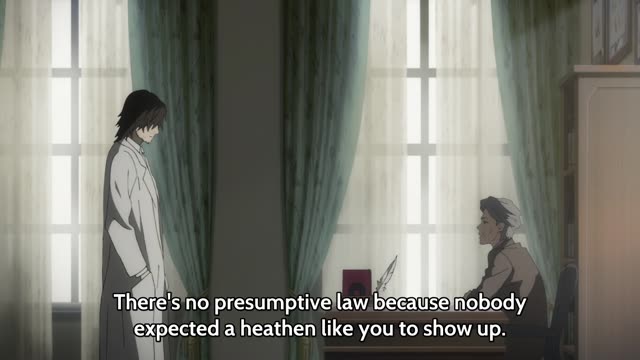 There's no presumptive law because nobody
expected a heathen like you to show up.